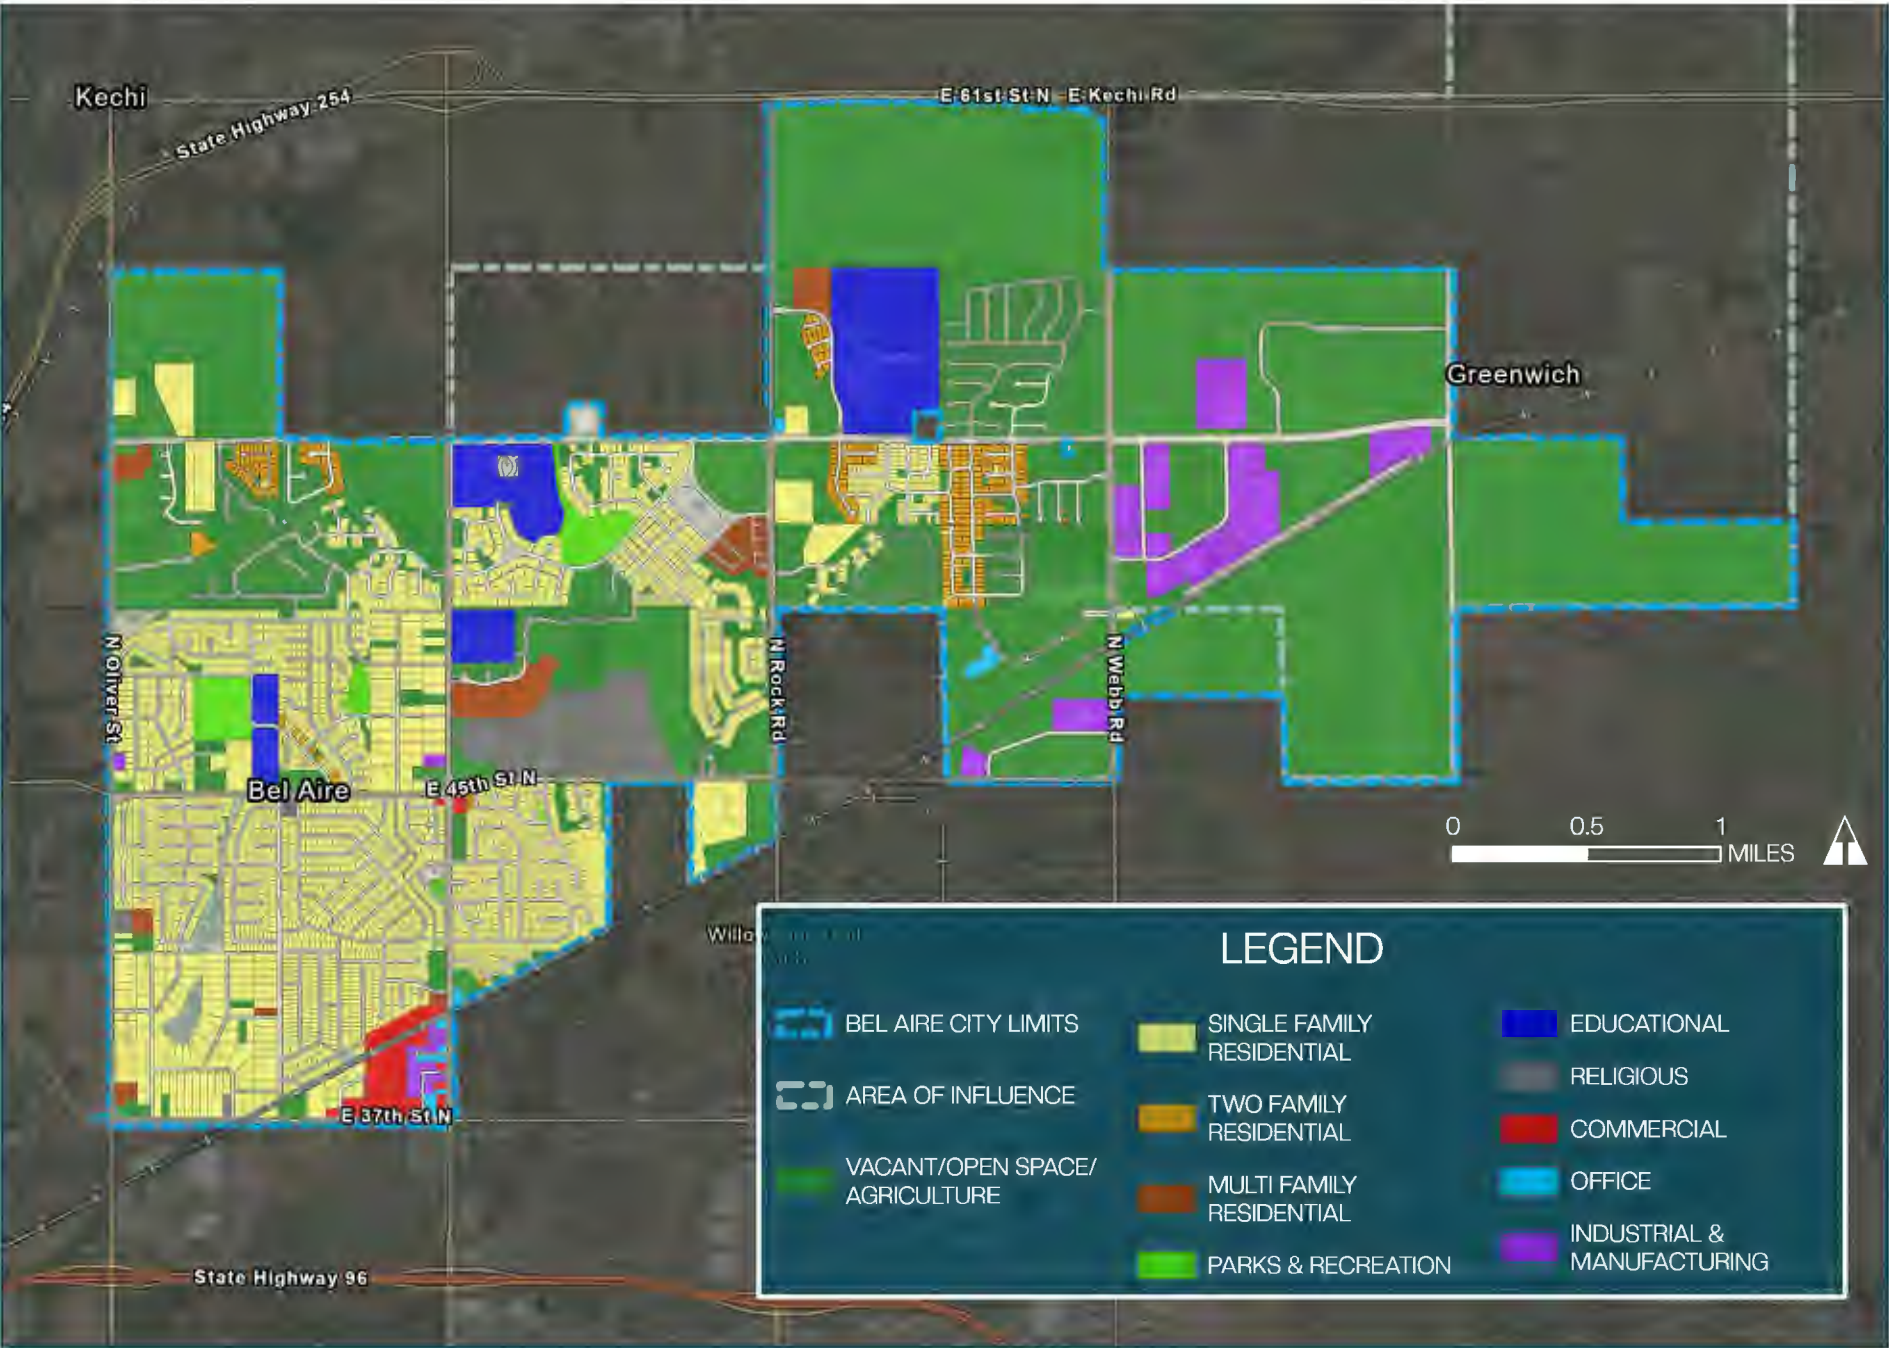 Kechi
State Highway 254
E 61st St N E Kechi Rd
Greenwich
N Oliver St
N Rock Rd
N Webb Rd
Bel Aire
E 45th St N
0 0.5 1
MILES
Willo
E 37th St N
State Highway 96
LEGEND
BEL AIRE CITY LIMITS
AREA OF INFLUENCE
VACANT/OPEN SPACE/
AGRICULTURE
SINGLE FAMILY
RESIDENTIAL
TWO FAMILY
RESIDENTIAL
MULTI FAMILY
RESIDENTIAL
PARKS & RECREATION
EDUCATIONAL
RELIGIOUS
COMMERCIAL
OFFICE
INDUSTRIAL &
MANUFACTURING